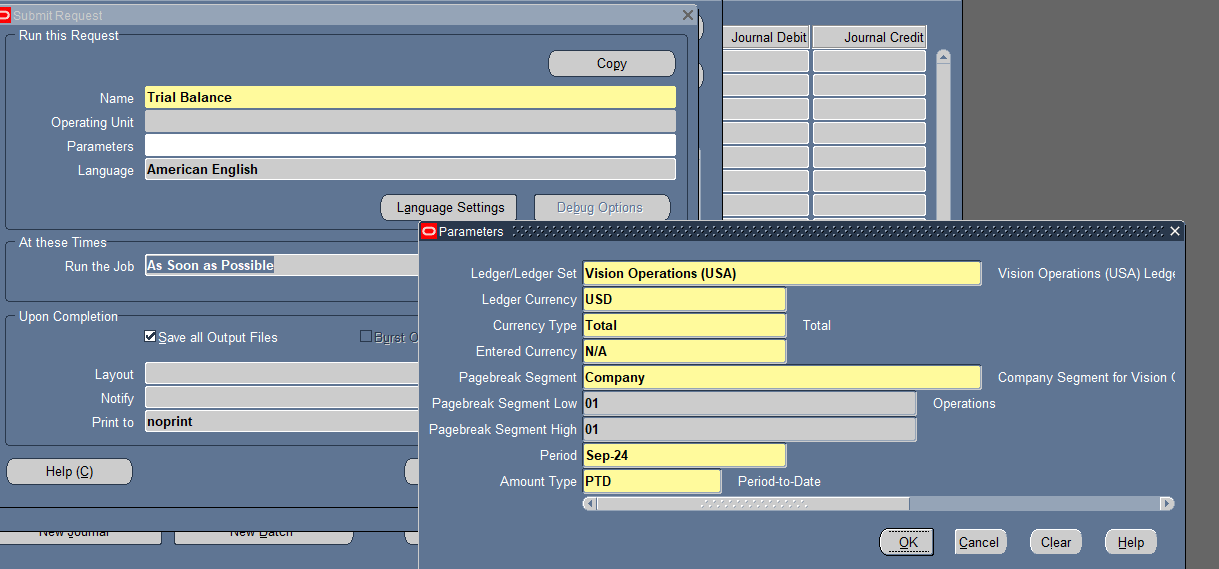 Submit Request
Run this Request
Copy
Name Trial Balance
Operating Unit
Parameters
Language American English
Language Settings Debug Options
At these Times
Run the Job As Soon as Possible
Upon Completion
Save all Output Files Burst O
Layout
Notify
Print to noprint
Help (C)
New Journal New Batch
Journal Debit Journal Credit
Parameters
Ledger/Ledger Set Vision Operations (USA) Vision Operations (USA) Ledge
Ledger Currency USD
Currency Type Total Total
Entered Currency N/A
Pagebreak Segment Company Company Segment for Vision O
Pagebreak Segment Low 01 Operations
Pagebreak Segment High 01
Period Sep-24
Amount Type PTD Period-to-Date
OK Cancel Clear Help